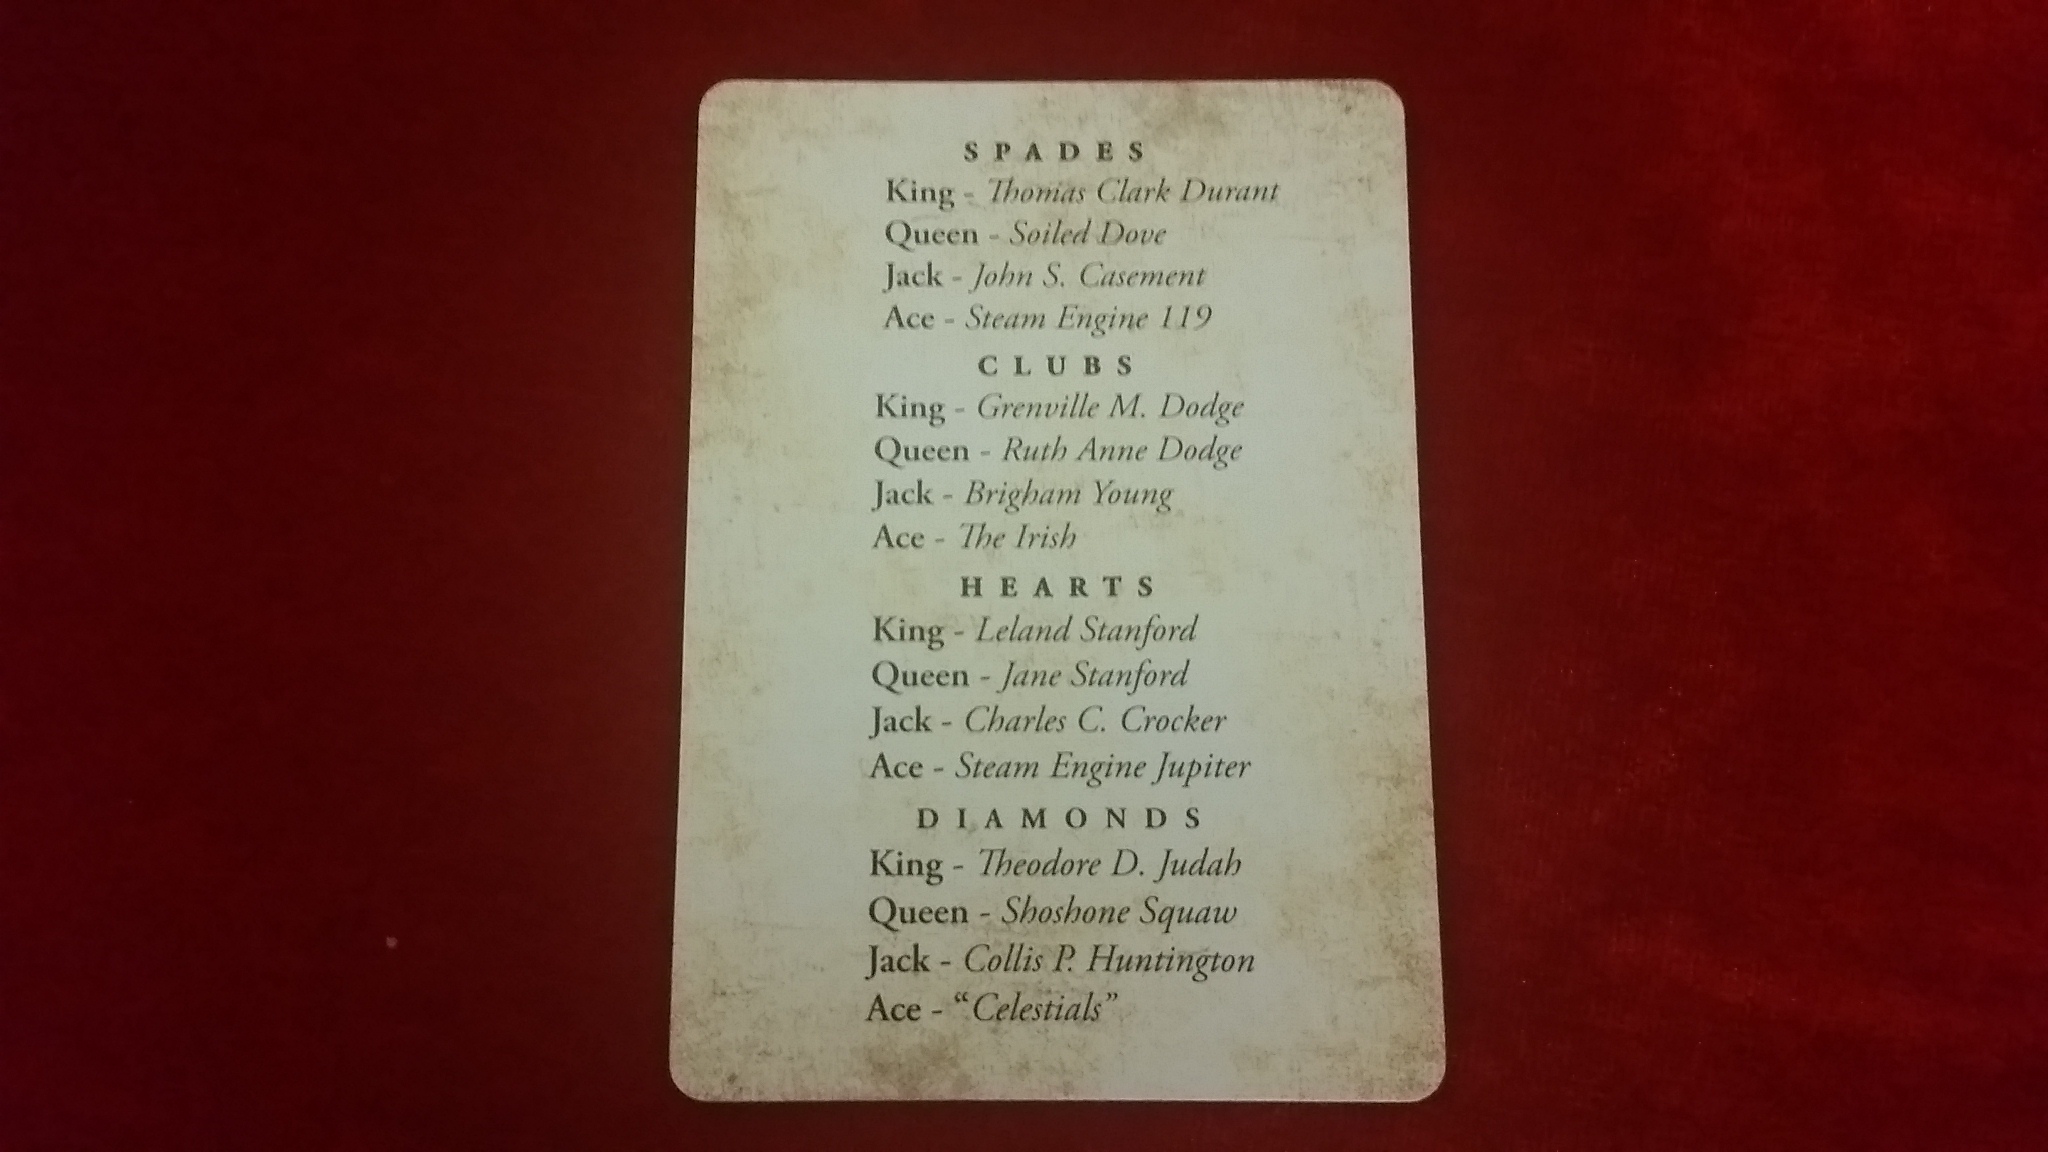 SPADES
King - Thomas Clark Durant
Queen - Soiled Dove
Jack - John S. Casement
Ace - Steam Engine 119
CLUBS
King - Grenville M. Dodge
Queen - Ruth Anne Dodge
Jack - Brigham Young
Ace - The Irish
HEARTS
King - Leland Stanford
Queen - Jane Stanford
Jack - Charles C. Crocker
Ace - Steam Engine Jupiter
DIAMONDS
King - Theodore D. Judah
Queen - Shoshone Squaw
Jack - Collis P. Huntington
Ace - “Celestials”